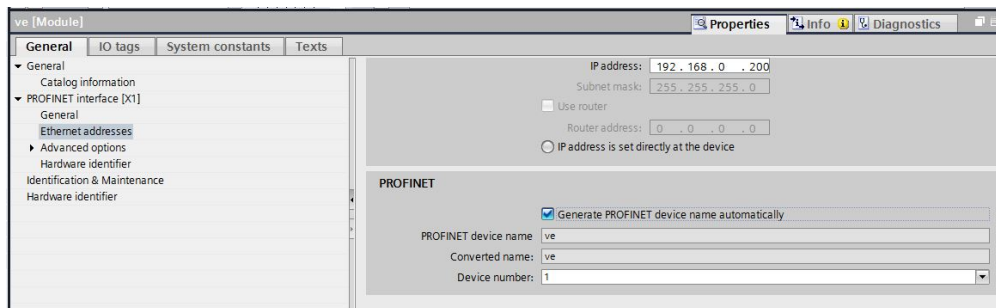 ve [Module]
Properties
Info
Diagnostics
General
IO tags
System constants
Texts
General
Catalog information
PROFINET interface [X1]
General
Ethernet addresses
Advanced options
Hardware identifier
Identification & Maintenance
Hardware identifier
IP address: 192 . 168 . 0 . 200
Subnet mask: 255 . 255 . 255 . 0
Use router
Router address: 0 . 0 . 0 . 0
IP address is set directly at the device
PROFINET
Generate PROFINET device name automatically
PROFINET device name ve
Converted name: ve
Device number: 1